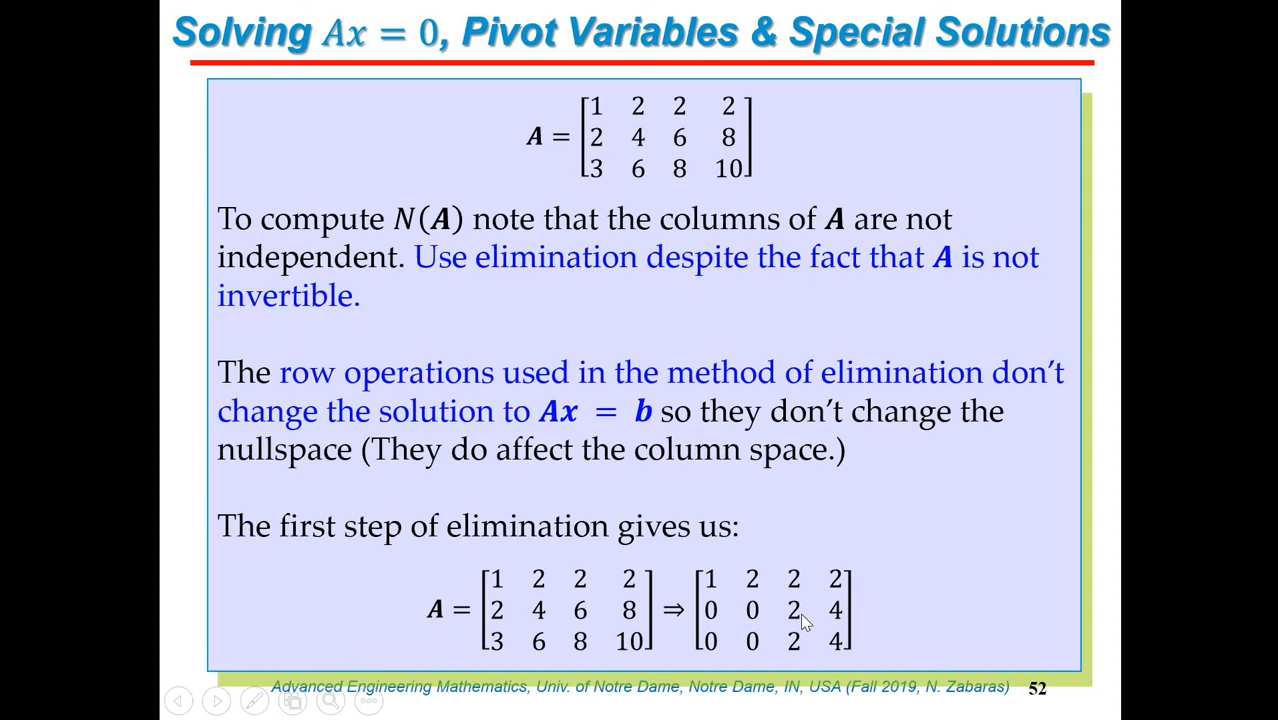 Solving Ax = 0, Pivot Variables & Special Solutions
A = [1 2 2 2
2 4 6 8
3 6 8 10]
To compute N(A) note that the columns of A are not
independent. Use elimination despite the fact that A is not
invertible.
The row operations used in the method of elimination don’t
change the solution to Ax = b so they don’t change the
nullspace (They do affect the column space.)
The first step of elimination gives us:
A = [1 2 2 2 ⇒ [1 2 2 2
2 4 6 8 0 0 2 4
3 6 8 10] 0 0 2 4]
Advanced Engineering Mathematics, Univ. of Notre Dame, Notre Dame, IN, USA (Fall 2019, N. Zabaras) 52